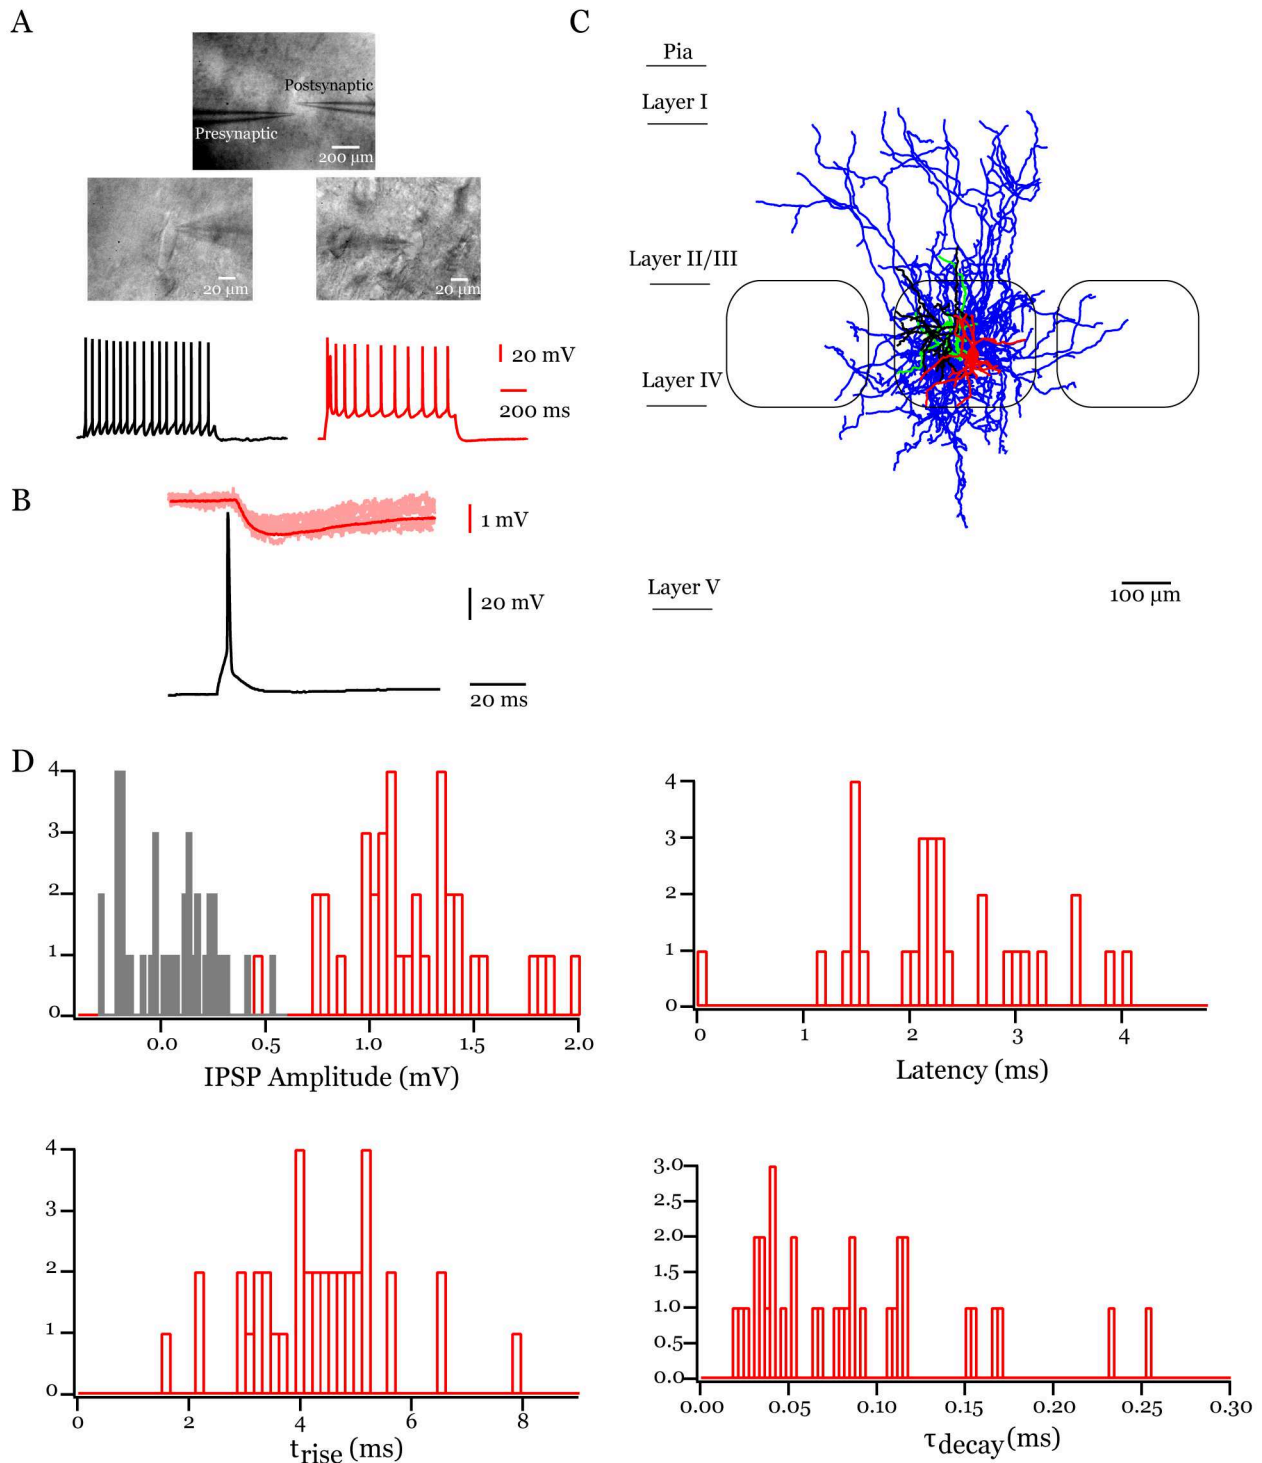 A
Postsynaptic
Presynaptic
200 µm
20 µm
20 µm
20 mV
200 ms
B
1 mV
20 mV
20 ms
C
Pia
Layer I
Layer II/III
Layer IV
Layer V
100 µm
D
4
3
2
1
0
0.0 0.5 1.0 1.5 2.0
IPSP Amplitude (mV)
4
3
2
1
0
0 1 2 3 4
Latency (ms)
4
3
2
1
0
0 2 4 6 8
trise (ms)
3.0
2.5
2.0
1.5
1.0
0.5
0.0
0.00 0.05 0.10 0.15 0.20 0.25 0.30
τdecay (ms)